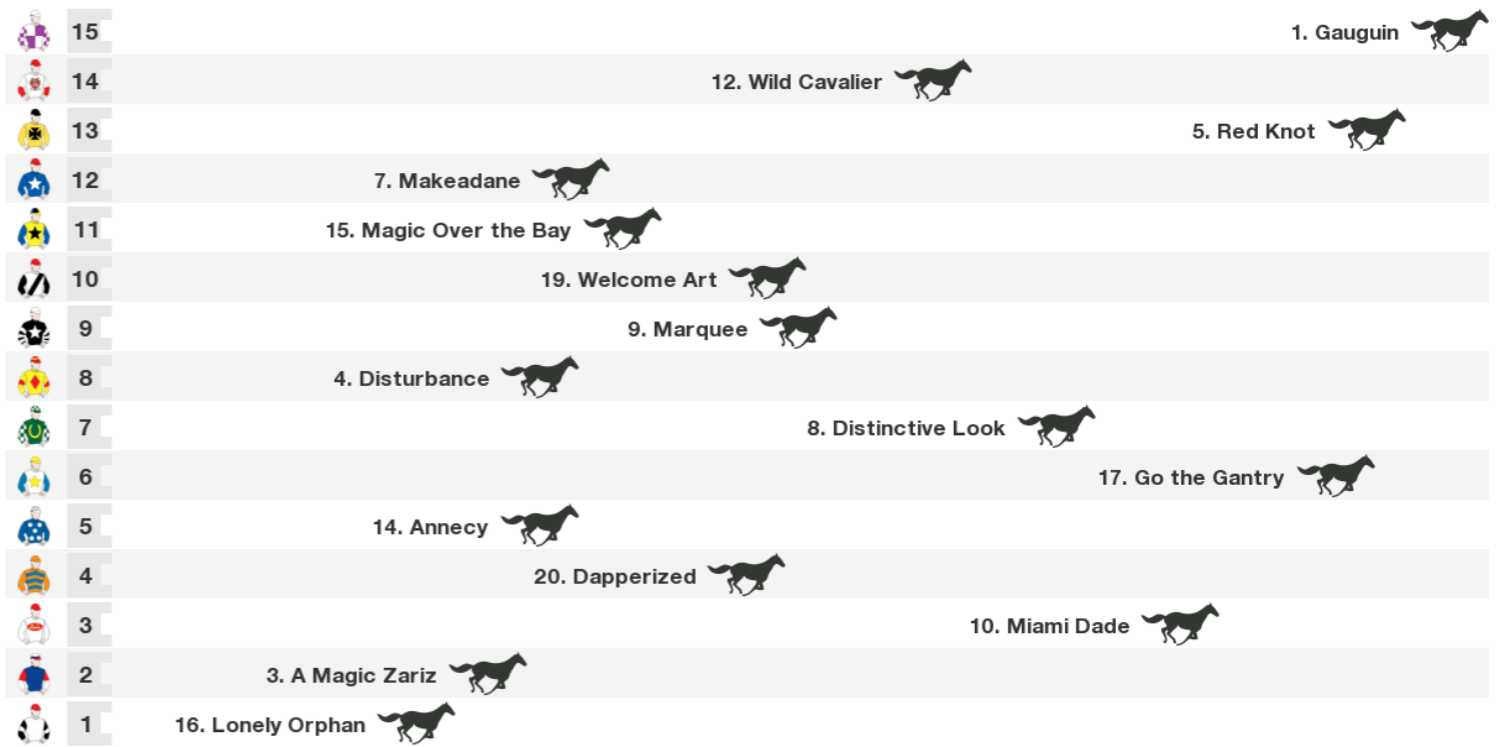 15 1. Gauguin
14 12. Wild Cavalier
13 5. Red Knot
12 7. Makeadane
11 15. Magic Over the Bay
10 19. Welcome Art
9 9. Marquee
8 4. Disturbance
7 8. Distinctive Look
6 17. Go the Gantry
5 14. Annecy
4 20. Dapperized
3 10. Miami Dade
2 3. A Magic Zariz
1 16. Lonely Orphan